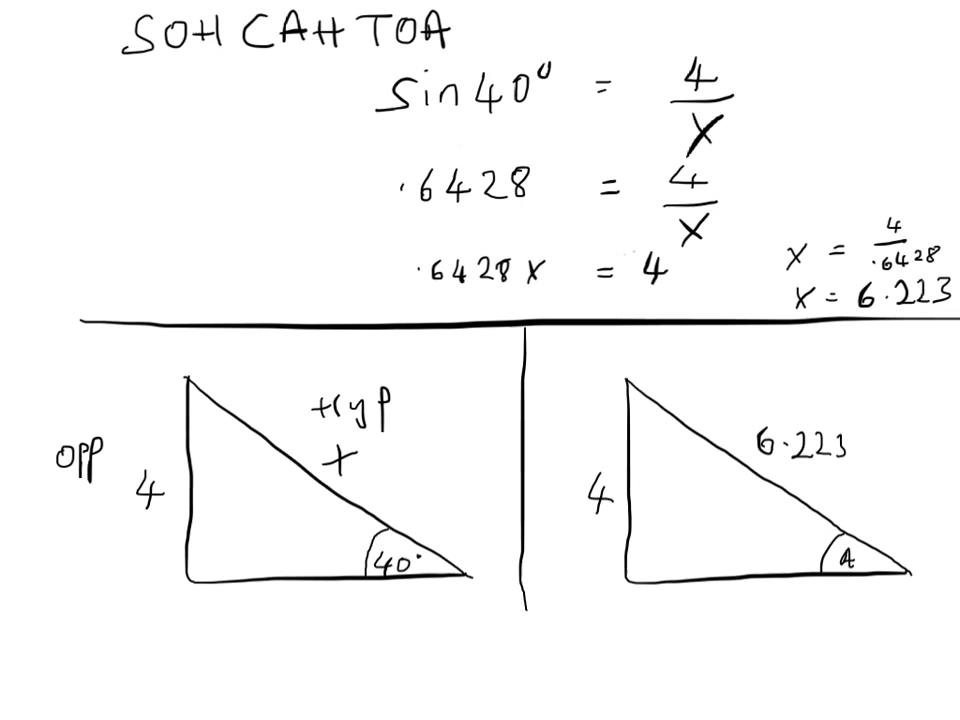 SOH CAH TOA
sin 40° = 4/x
.6428 = 4/x
.6428x = 4
x = 4/.6428
x = 6.223
Hyp
opp
x
4
40°
6.223
4
A